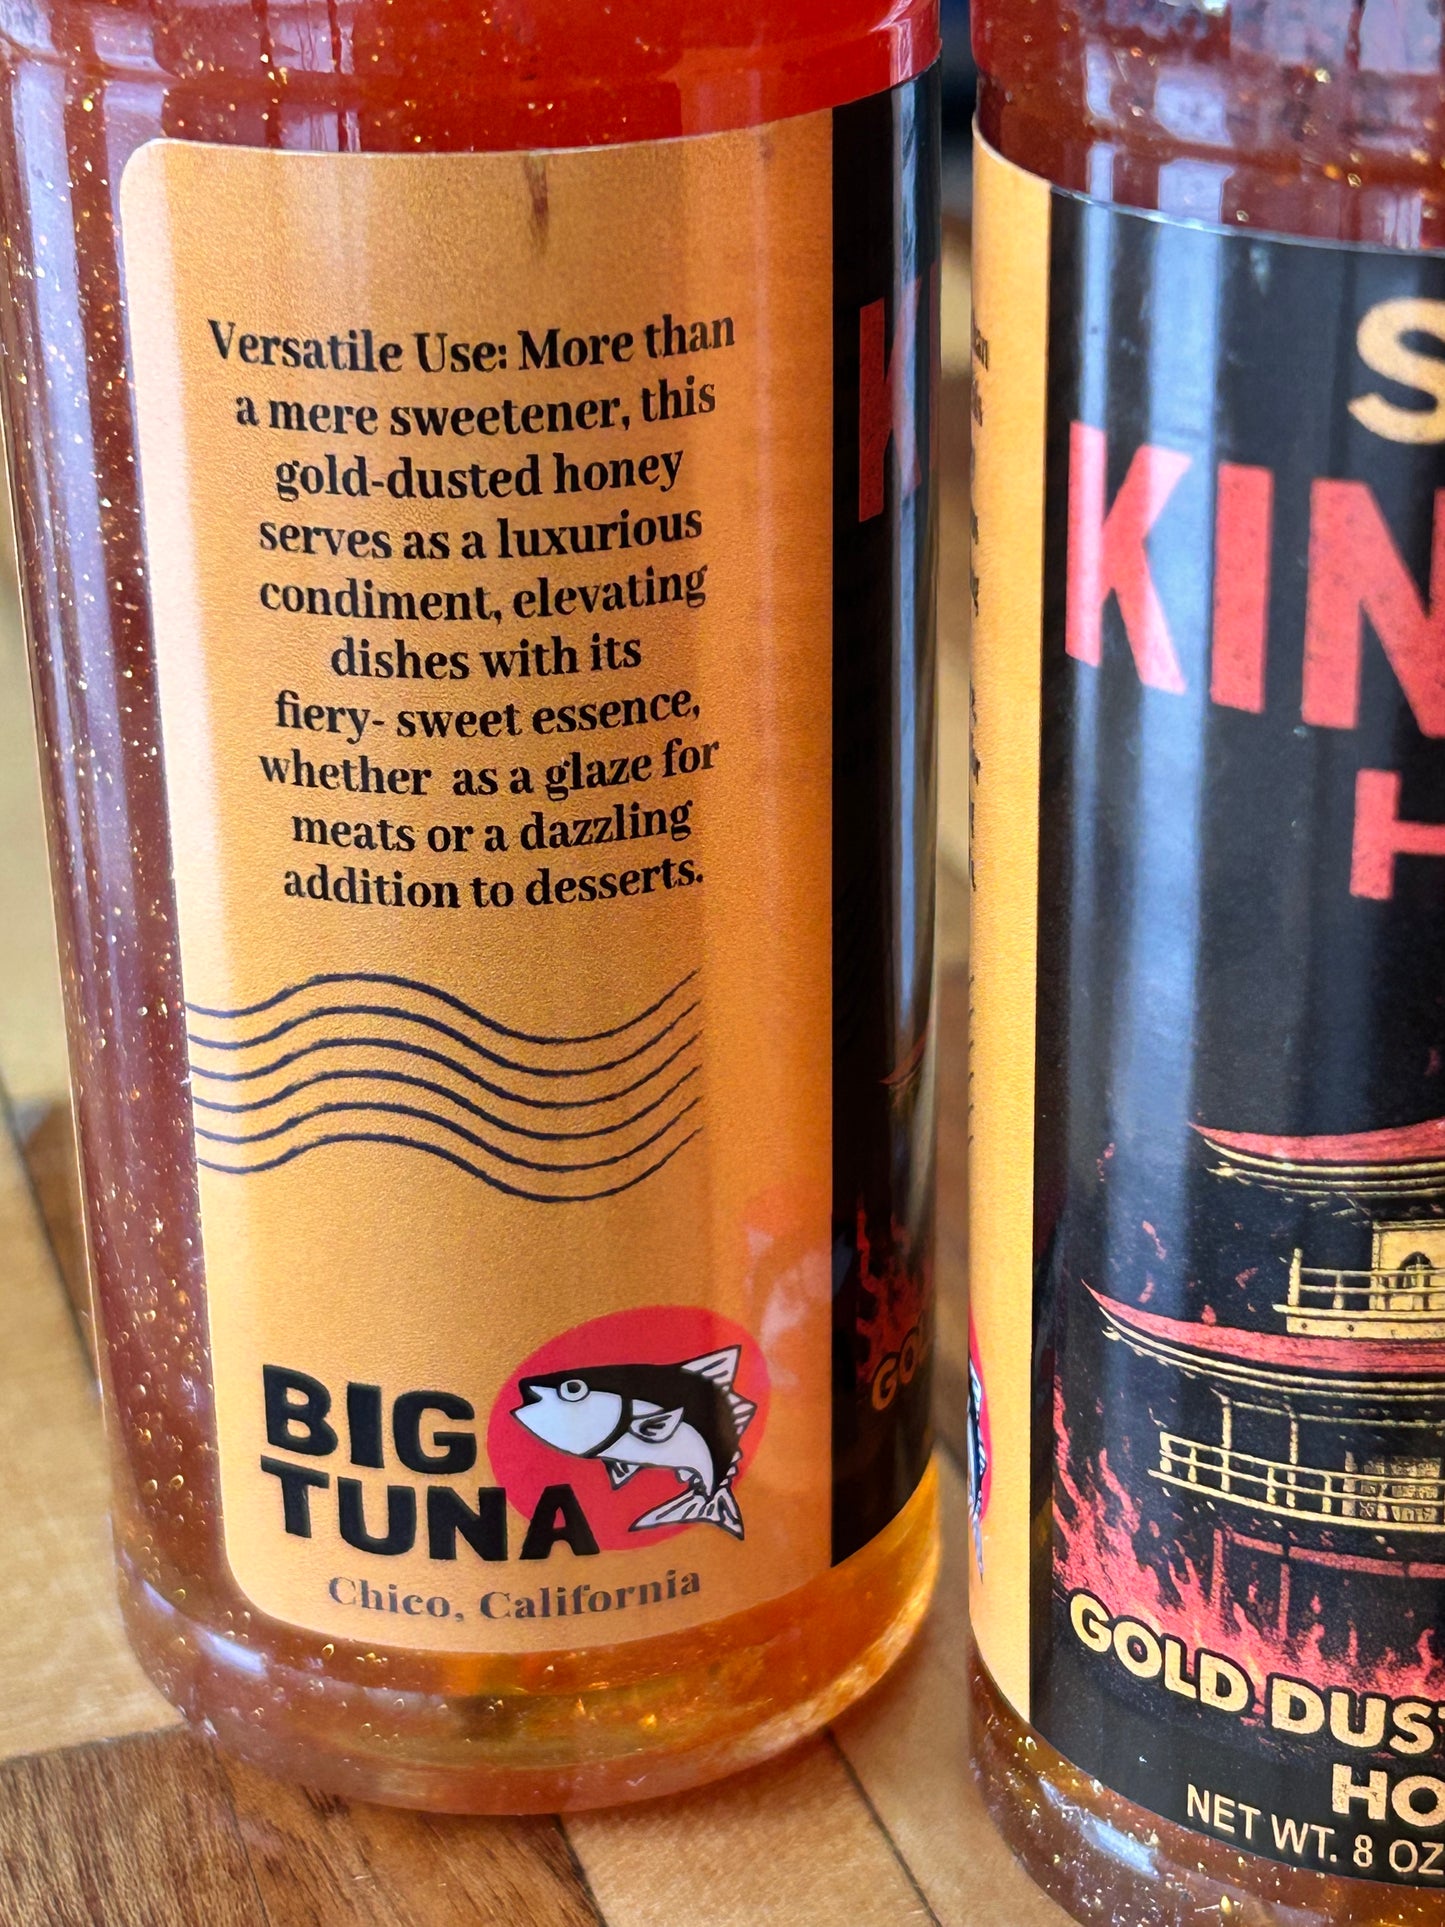 Versatile Use: More than
a mere sweetener, this
gold-dusted honey
serves as a luxurious
condiment, elevating
dishes with its
fiery- sweet essence,
whether as a glaze for
meats or a dazzling
addition to desserts.
BIG
TUNA
Chico, California
S
KIN
H
GOLD DUST
HO
NET WT. 8 OZ